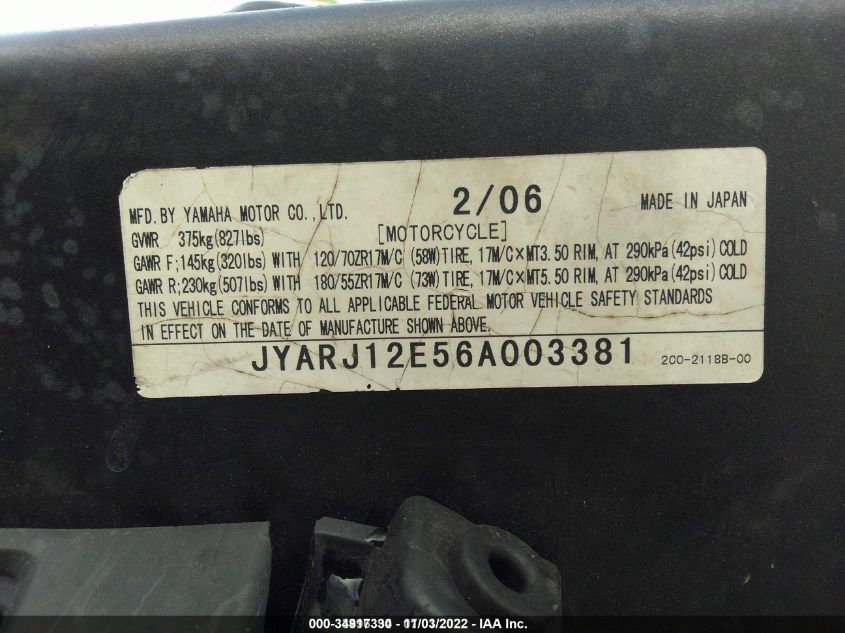 MFD. BY YAMAHA MOTOR CO., LTD. 2/06 MADE IN JAPAN
GVWR 375kg(827lbs) [MOTORCYCLE]
GAWR F;145kg(320lbs) WITH 120/70ZR17M/C (58W)TIRE, 17M/C×MT3.50 RIM, AT 290kPa(42psi) COLD
GAWR R;230kg(507lbs) WITH 180/55ZR17M/C (73W)TIRE, 17M/C×MT5.50 RIM, AT 290kPa(42psi) COLD
THIS VEHICLE CONFORMS TO ALL APPLICABLE FEDERAL MOTOR VEHICLE SAFETY STANDARDS
IN EFFECT ON THE DATE OF MANUFACTURE SHOWN ABOVE.
JYARJ12E56A003381 2C0-2118B-00
000-34917330 - 11/03/2022 - IAA Inc.